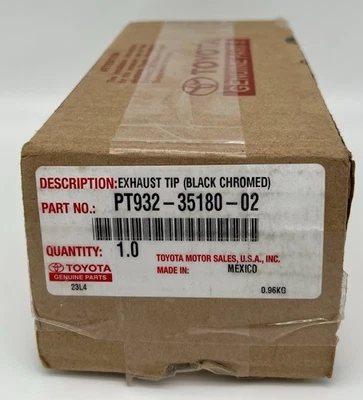 TOYOTA
GENUINE PARTS
DESCRIPTION: EXHAUST TIP (BLACK CHROMED)
PART NO.: PT932-35180-02
QUANTITY: 1.0
TOYOTA MOTOR SALES, U.S.A., INC.
MADE IN: MEXICO
TOYOTA
GENUINE PARTS
23L4
0.96KG